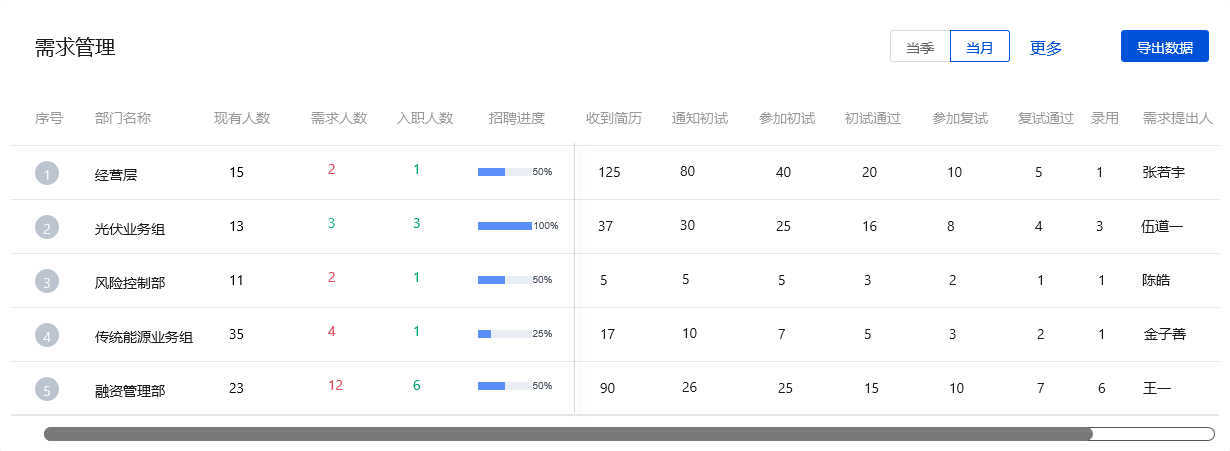 需求管理 当季 当月 更多 导出数据
序号 部门名称 现有人数 需求人数 入职人数 招聘进度 收到简历 通知初试 参加初试 初试通过 参加复试 复试通过 录用 需求提出人
1 经营层 15 2 1 50% 125 80 40 20 10 5 1 张若宇
2 光伏业务组 13 3 3 100% 37 30 25 16 8 4 3 伍道一
3 风险控制部 11 2 1 50% 5 5 5 3 2 1 1 陈皓
4 传统能源业务组 35 4 1 25% 17 10 7 5 3 2 1 金子善
5 融资管理部 23 12 6 50% 90 26 25 15 10 7 6 王一